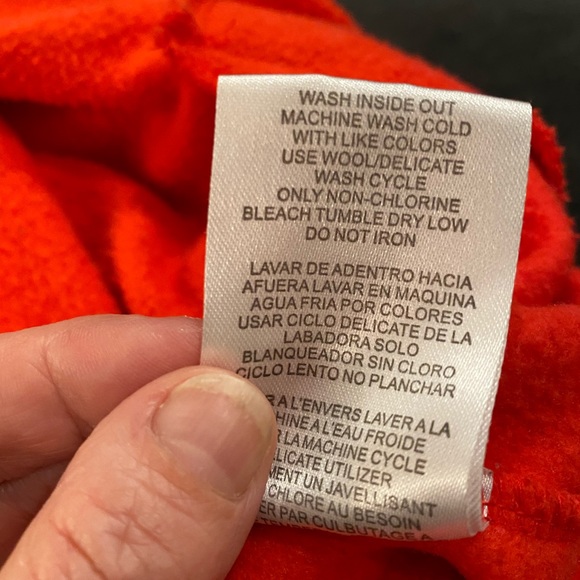 WASH INSIDE OUT
MACHINE WASH COLD
WITH LIKE COLORS
USE WOOL/DELICATE
WASH CYCLE
ONLY NON-CHLORINE
BLEACH TUMBLE DRY LOW
DO NOT IRON
LAVAR DE ADENTRO HACIA
AFUERA LAVAR EN MAQUINA
AGUA FRIA POR COLORES
USAR CICLO DELICATE DE LA
LABADORA SOLO
BLANQUEADOR SIN CLORO
CICLO LENTO NO PLANCHAR
A L'ENVERS LAVER A LA
A L'EAU FROIDE
LA MACHINE CYCLE
UTILIZER
UN JAVELLISANT
CHLORE AU BESOIN
PAR CULBUTAGE A